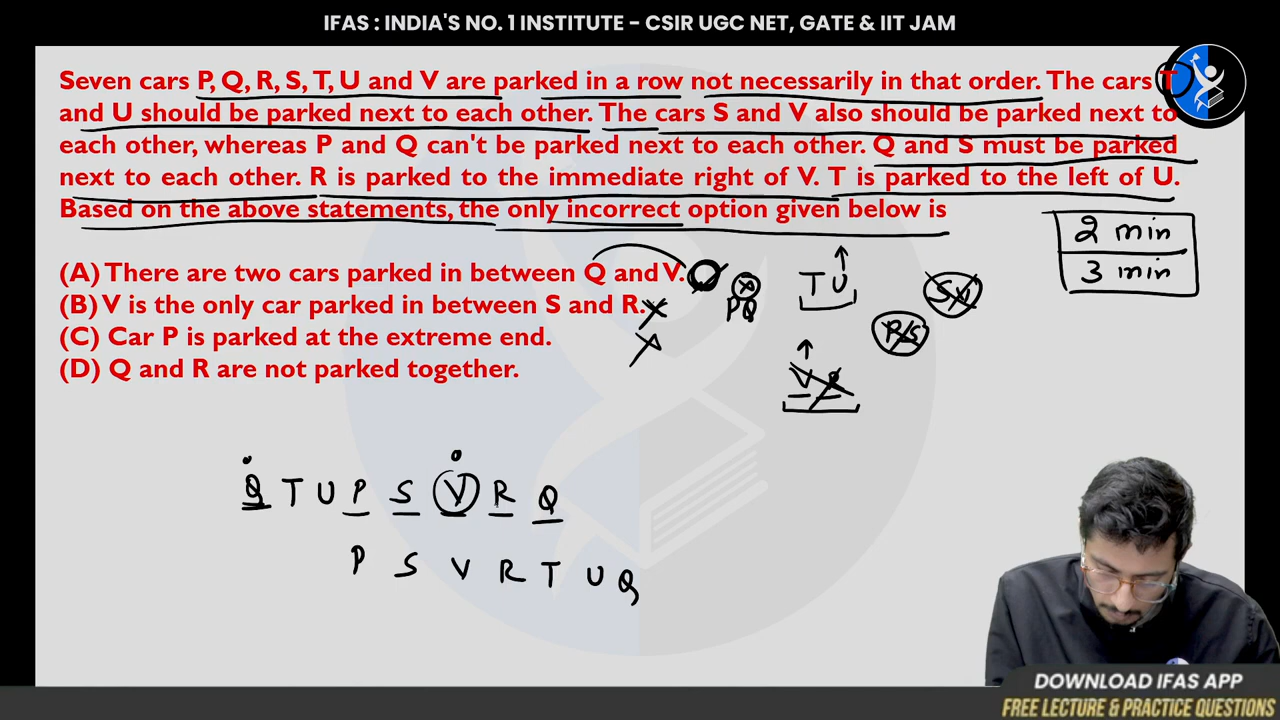 IFAS : INDIA'S NO. 1 INSTITUTE - CSIR UGC NET, GATE & IIT JAM
Seven cars P, Q, R, S, T, U and V are parked in a row not necessarily in that order. The cars T
and U should be parked next to each other. The cars S and V also should be parked next to
each other, whereas P and Q can't be parked next to each other. Q and S must be parked
next to each other. R is parked to the immediate right of V. T is parked to the left of U.
Based on the above statements, the only incorrect option given below is
2 min
3 min
(A) There are two cars parked in between Q and V.
(B) V is the only car parked in between S and R.
(C) Car P is parked at the extreme end.
(D) Q and R are not parked together.
PQ
T U
S V
Q T U P S V R Q
P S V R T U Q
DOWNLOAD IFAS APP
FREE LECTURE & PRACTICE QUESTIONS